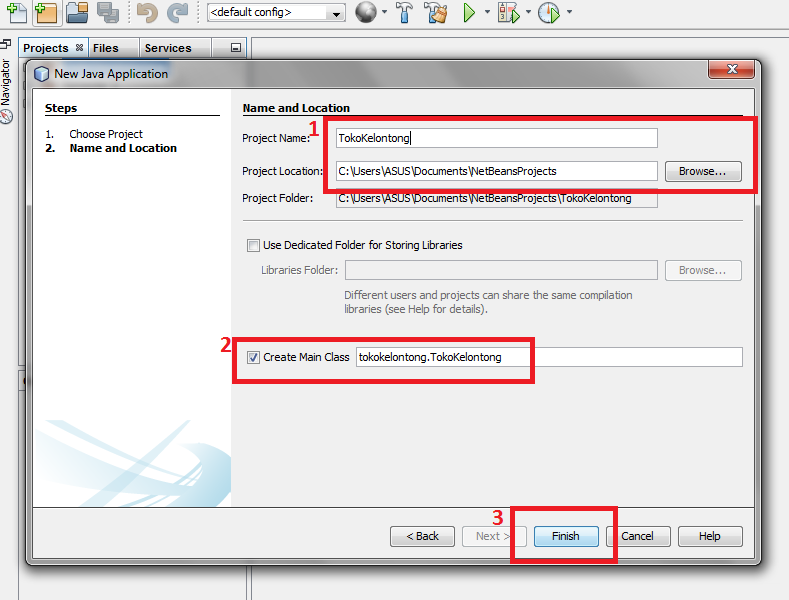 <default config>
Projects Files Services
Navigator
New Java Application
Steps
1. Choose Project
2. Name and Location
Name and Location
1
Project Name: TokoKelontong
Project Location: C:\Users\ASUS\Documents\NetBeansProjects Browse...
Project Folder: C:\Users\ASUS\Documents\NetBeansProjects\TokoKelontong
Use Dedicated Folder for Storing Libraries
Libraries Folder: Browse...
Different users and projects can share the same compilation
libraries (see Help for details).
2
Create Main Class tokokelontong.TokoKelontong
3
< Back Next > Finish Cancel Help